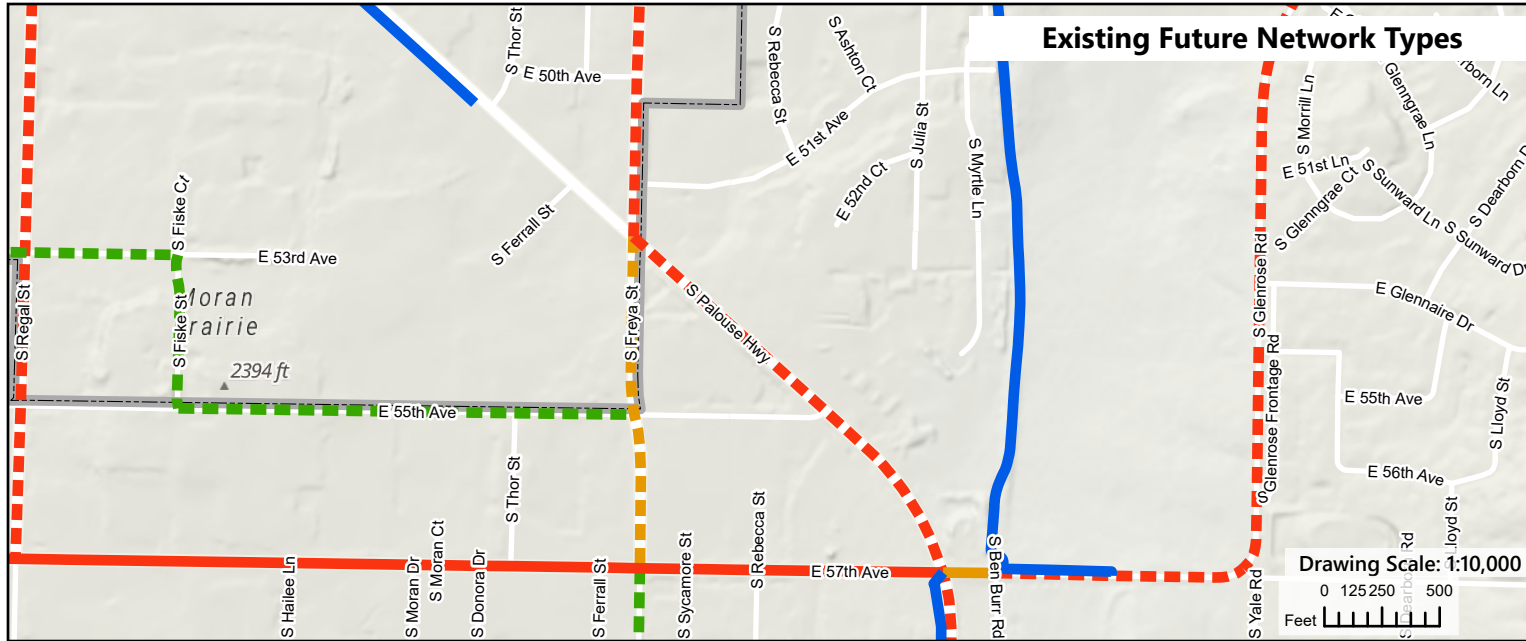 Existing Future Network Types
S Thor St
E 50th Ave
S Rebecca St
S Ashton Ct
E 51st Ave
S Julia St
E 52nd Ct
S Myrtle Ln
S Morrill Ln
S Glenngrae Ln
E 51st Ln
S Sunward Ln
S Glenngrae Ct
S Sunward Dr
S Fiske Ct
E 53rd Ave
S Ferrall St
Moran
Prairie
S Regal St
S Fiske St
2394 ft
S Freya St
S Palouse Hwy
S Glenrose Rd
E Glennaire Dr
S Glenrose Frontage Rd
E 55th Ave
E 55th Ave
S Lloyd St
E 56th Ave
S Thor St
S Lloyd St
S Hailee Ln
S Moran Dr
S Moran Ct
S Donora Dr
S Ferrall St
S Sycamore St
S Rebecca St
E 57th Ave
S Ben Burr Rd
S Yale Rd
S Dearborn Rd
Drawing Scale: 1:10,000
0 125 250 500
Feet